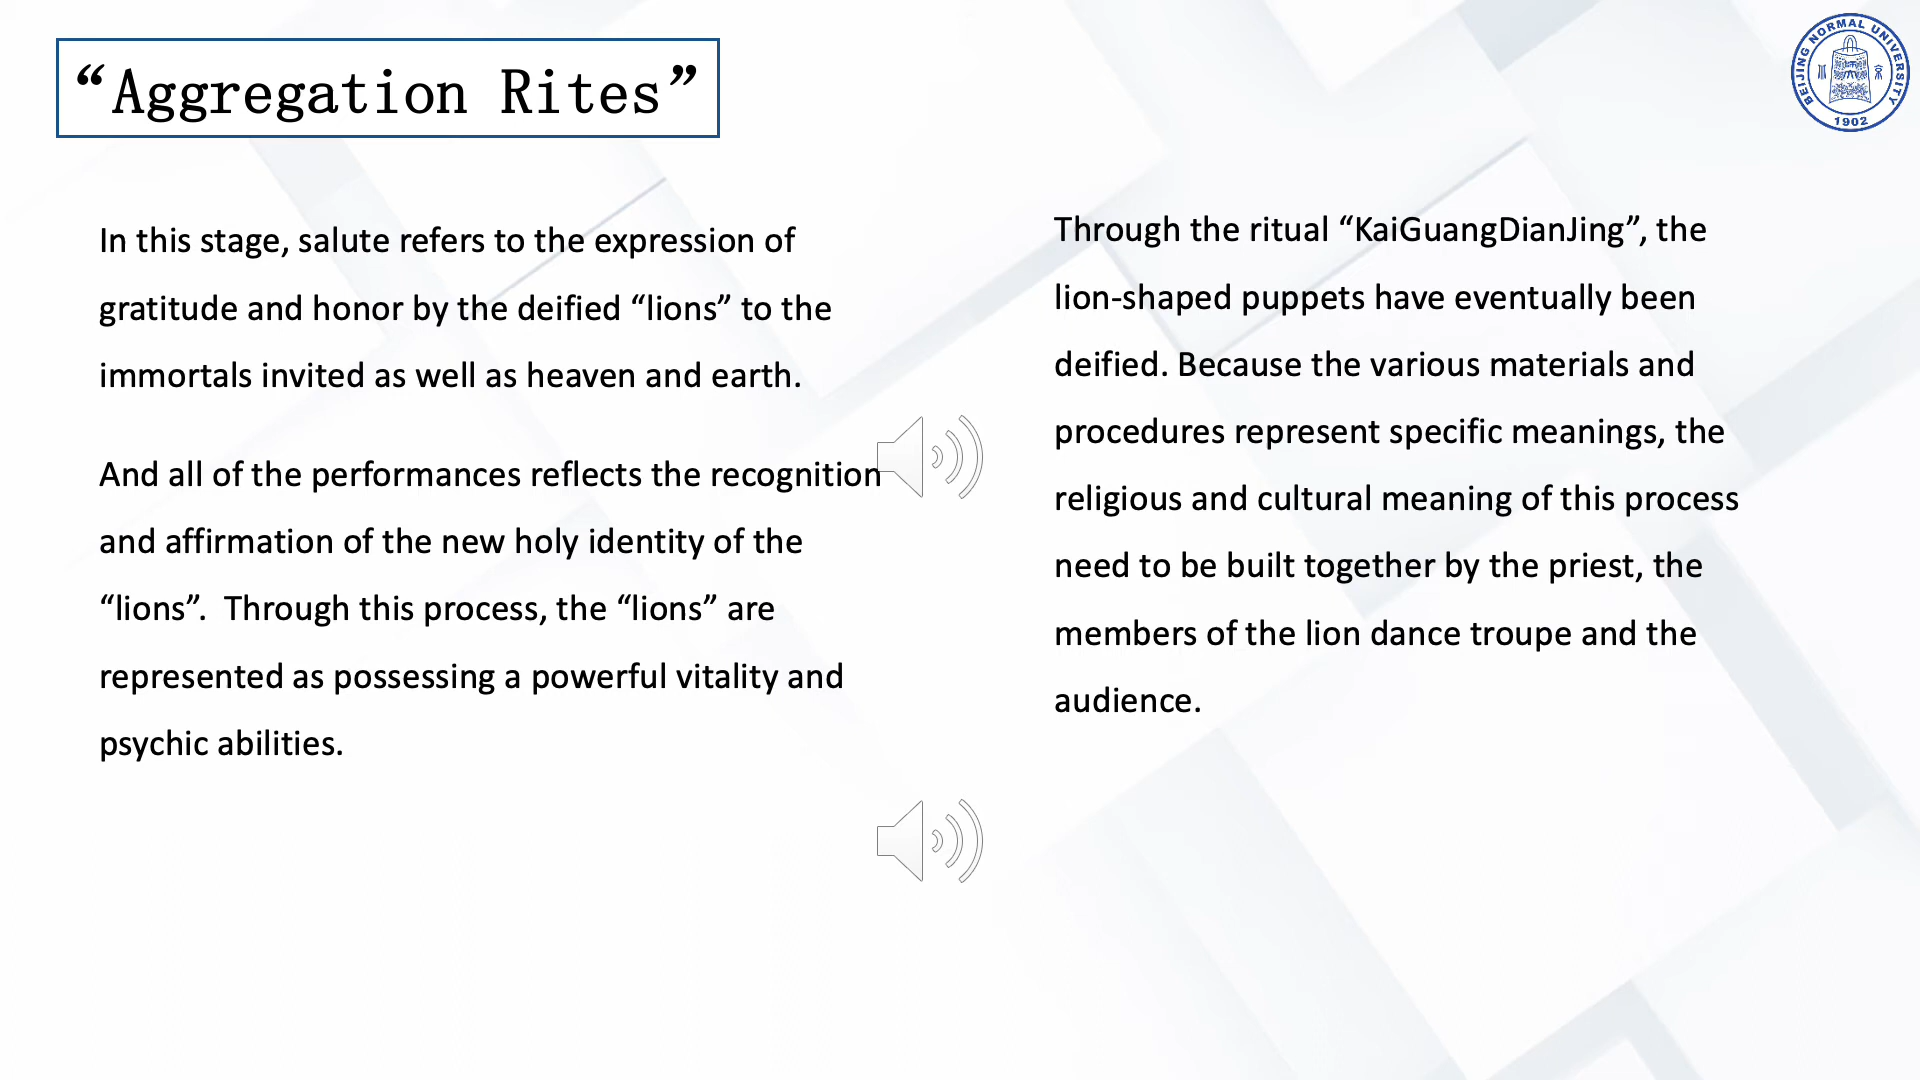 “Aggregation Rites”
BEIJING NORMAL UNIVERSITY
1902
In this stage, salute refers to the expression of
gratitude and honor by the deified “lions” to the
immortals invited as well as heaven and earth.
And all of the performances reflects the recognition
and affirmation of the new holy identity of the
“lions”.  Through this process, the “lions” are
represented as possessing a powerful vitality and
psychic abilities.
Through the ritual “KaiGuangDianJing”, the
lion-shaped puppets have eventually been
deified. Because the various materials and
procedures represent specific meanings, the
religious and cultural meaning of this process
need to be built together by the priest, the
members of the lion dance troupe and the
audience.